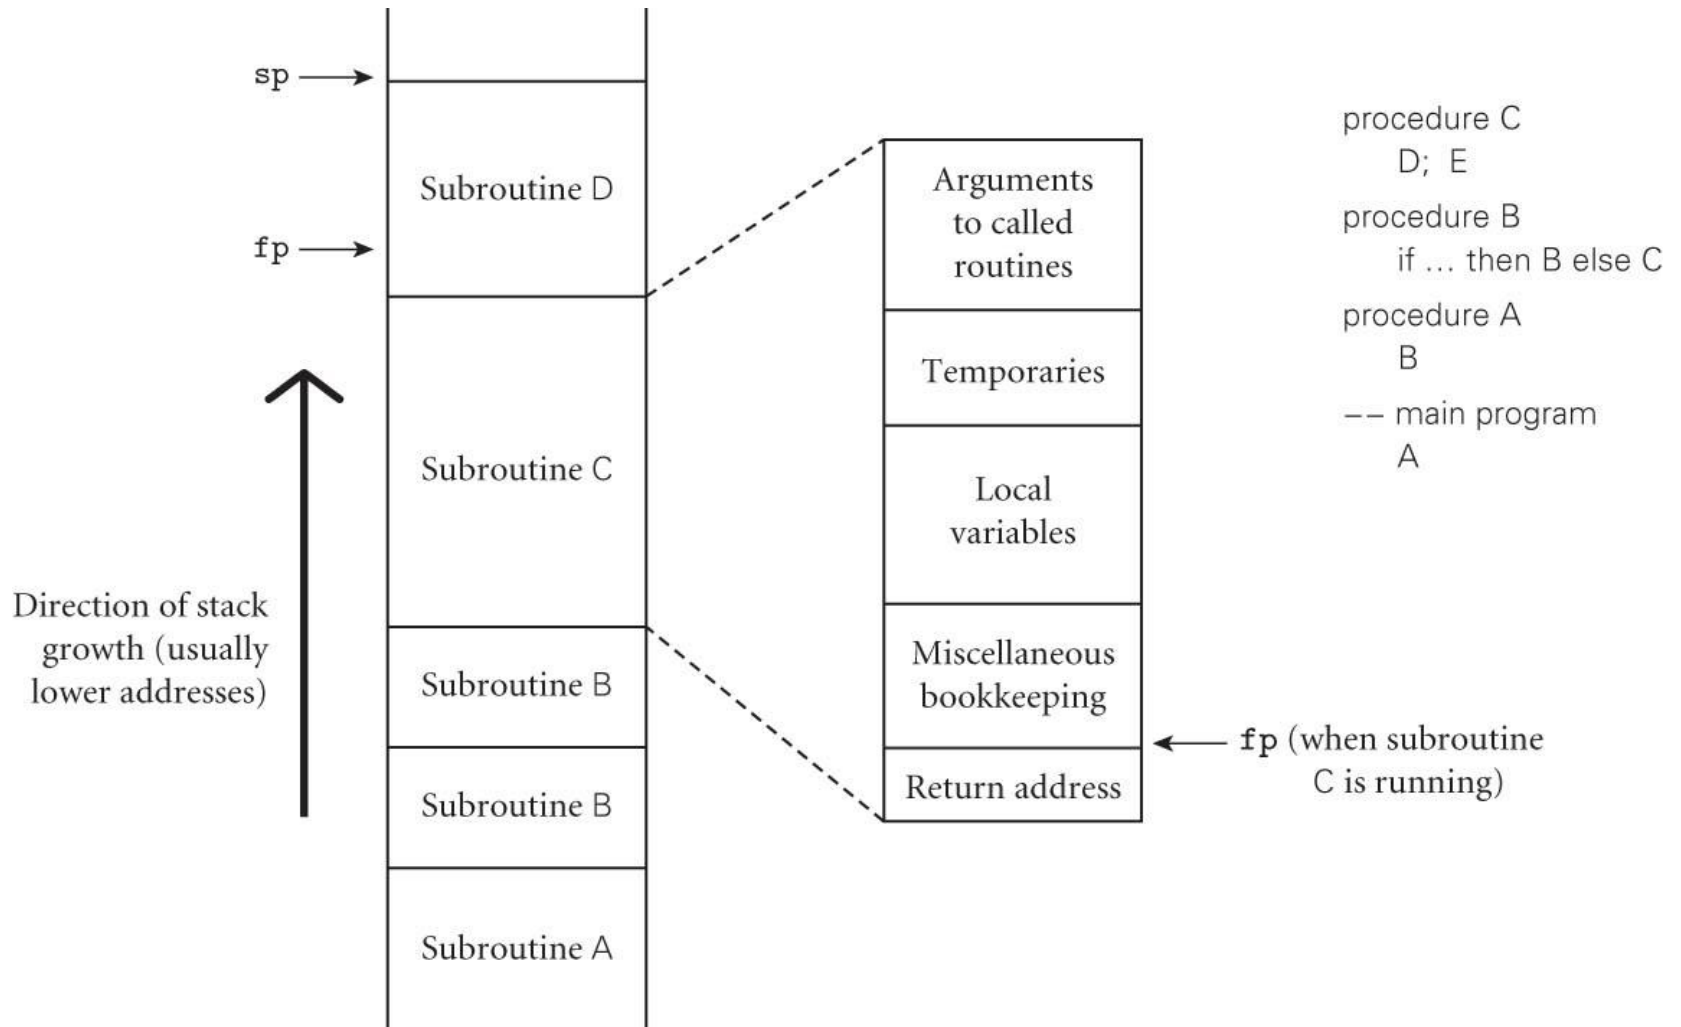 sp
Subroutine D
fp
Direction of stack
growth (usually
lower addresses)
Subroutine C
Subroutine B
Subroutine B
Subroutine A
Arguments
to called
routines
Temporaries
Local
variables
Miscellaneous
bookkeeping
Return address
fp (when subroutine
C is running)
procedure C
D; E
procedure B
if ... then B else C
procedure A
B
-- main program
A